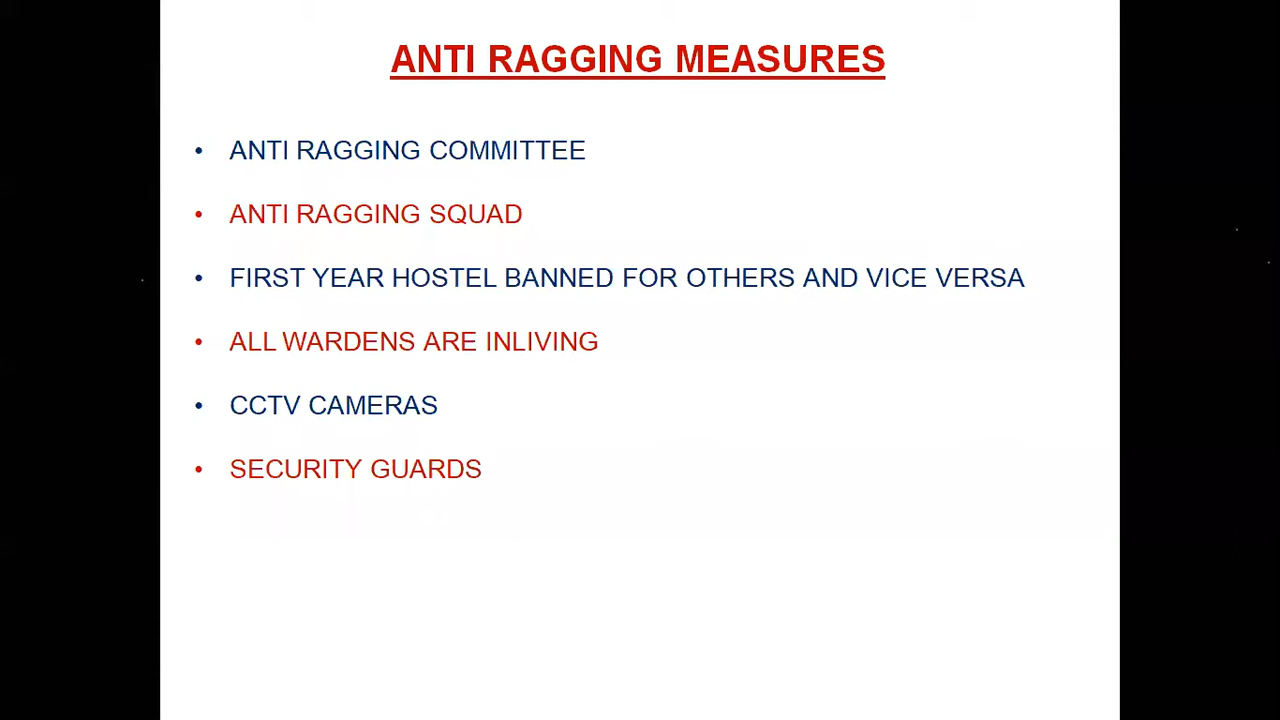 ANTI RAGGING MEASURES
• ANTI RAGGING COMMITTEE
• ANTI RAGGING SQUAD
• FIRST YEAR HOSTEL BANNED FOR OTHERS AND VICE VERSA
• ALL WARDENS ARE INLIVING
• CCTV CAMERAS
• SECURITY GUARDS